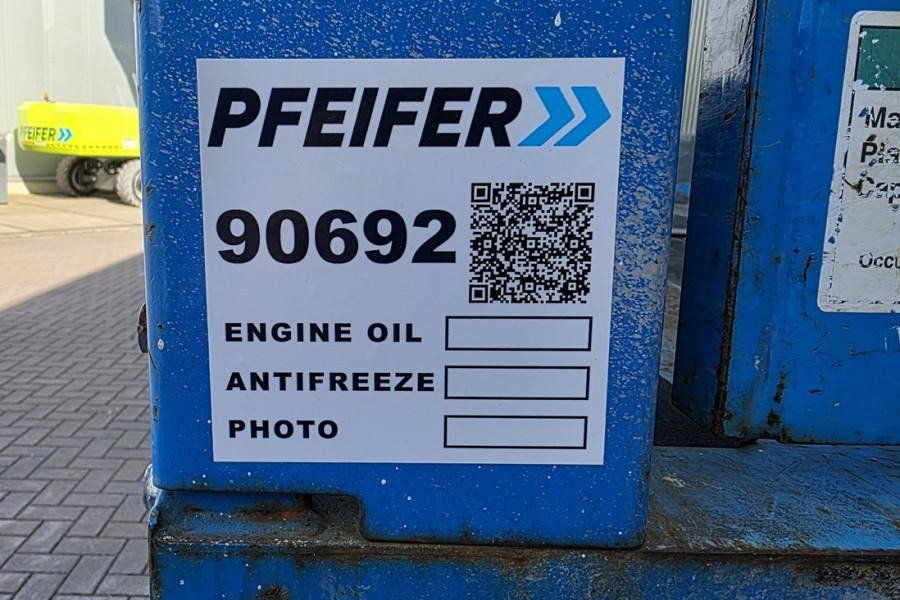 PFEIFER
90692
ENGINE OIL
ANTIFREEZE
PHOTO
PFEIFER